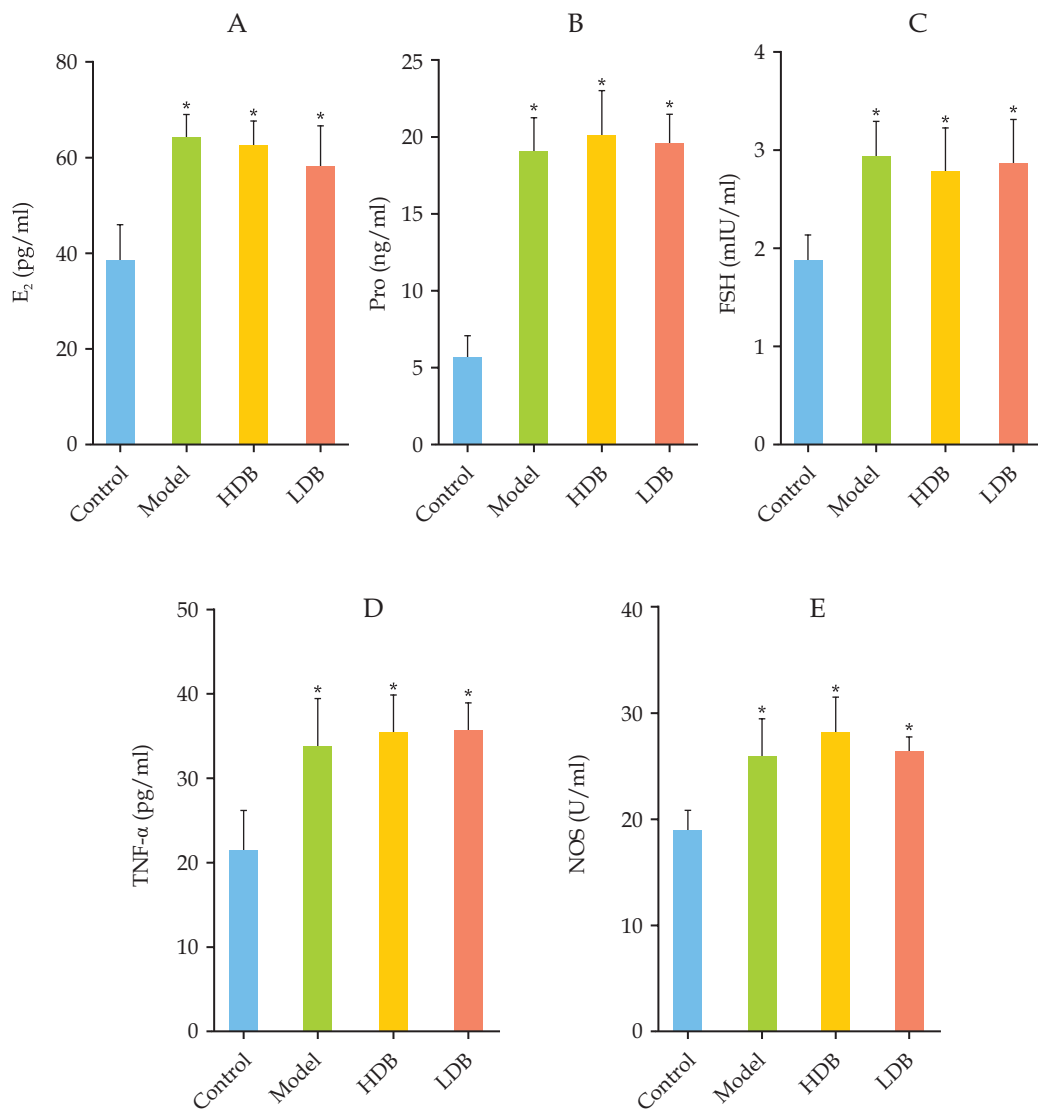 A
80
60
40
20
0
E₂ (pg/ml)
*
*
*
Control
Model
HDB
LDB
B
25
20
15
10
5
0
Pro (ng/ml)
*
*
*
Control
Model
HDB
LDB
C
4
3
2
1
0
FSH (mIU/ml)
*
*
*
Control
Model
HDB
LDB
D
50
40
30
20
10
0
TNF-α (pg/ml)
*
*
*
Control
Model
HDB
LDB
E
40
30
20
10
0
NOS (U/ml)
*
*
*
Control
Model
HDB
LDB